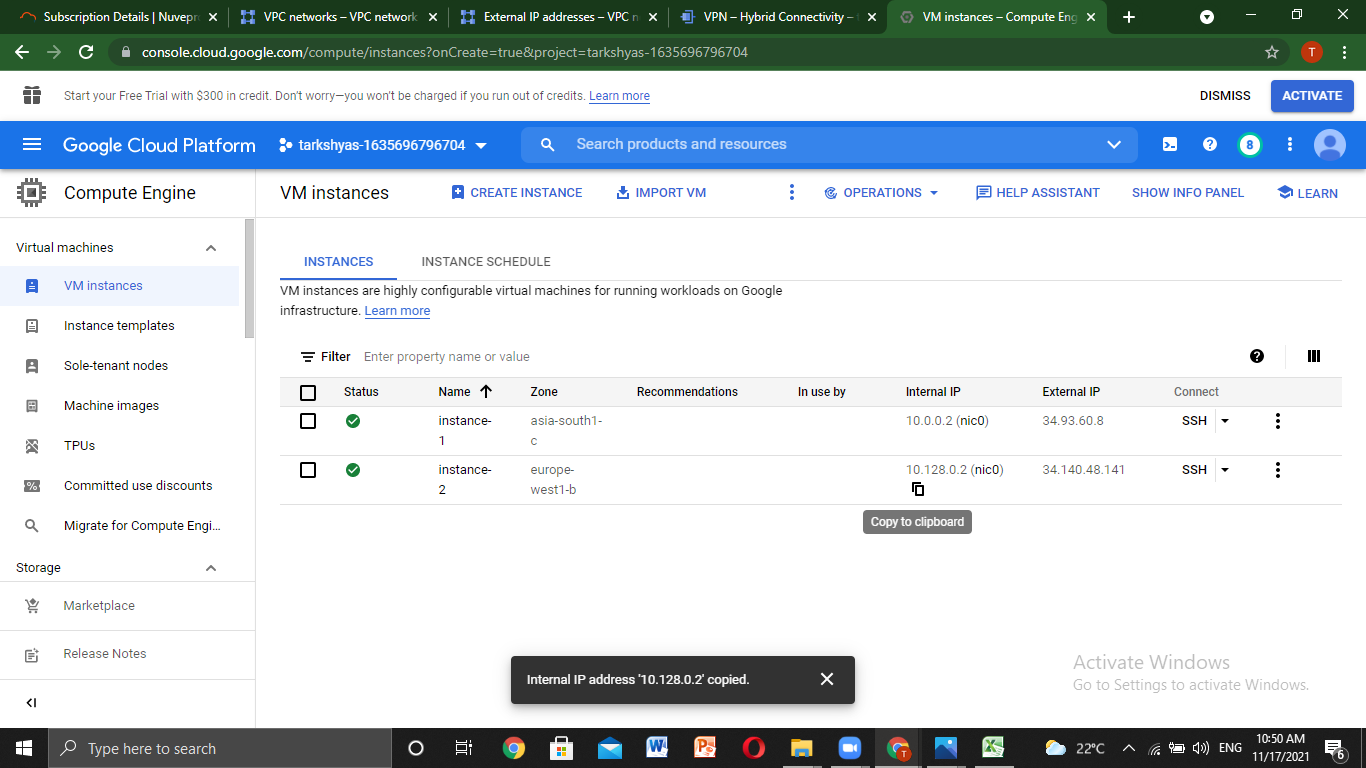 Subscription Details | Nuvepr
VPC networks – VPC network
External IP addresses – VPC n
VPN – Hybrid Connectivity –
VM instances – Compute Eng
console.cloud.google.com/compute/instances?onCreate=true&project=tarkshyas-1635696796704
T
Start your Free Trial with $300 in credit. Don't worry—you won't be charged if you run out of credits. Learn more
DISMISS
ACTIVATE
Google Cloud Platform
tarkshyas-1635696796704
Search products and resources
8
Compute Engine
VM instances
CREATE INSTANCE
IMPORT VM
OPERATIONS
HELP ASSISTANT
SHOW INFO PANEL
LEARN
Virtual machines
VM instances
Instance templates
Sole-tenant nodes
Machine images
TPUs
Committed use discounts
Migrate for Compute Engi...
Storage
Marketplace
Release Notes
INSTANCES
INSTANCE SCHEDULE
VM instances are highly configurable virtual machines for running workloads on Google
infrastructure. Learn more
Filter Enter property name or value
Status Name Zone Recommendations In use by Internal IP External IP Connect
instance- asia-south1- 10.0.0.2 (nic0) 34.93.60.8 SSH
1 c
instance- europe- 10.128.0.2 (nic0) 34.140.48.141 SSH
2 west1-b
Copy to clipboard
Internal IP address '10.128.0.2' copied.
Activate Windows
Go to Settings to activate Windows.
Type here to search
T
22°C
ENG
10:50 AM
11/17/2021
6